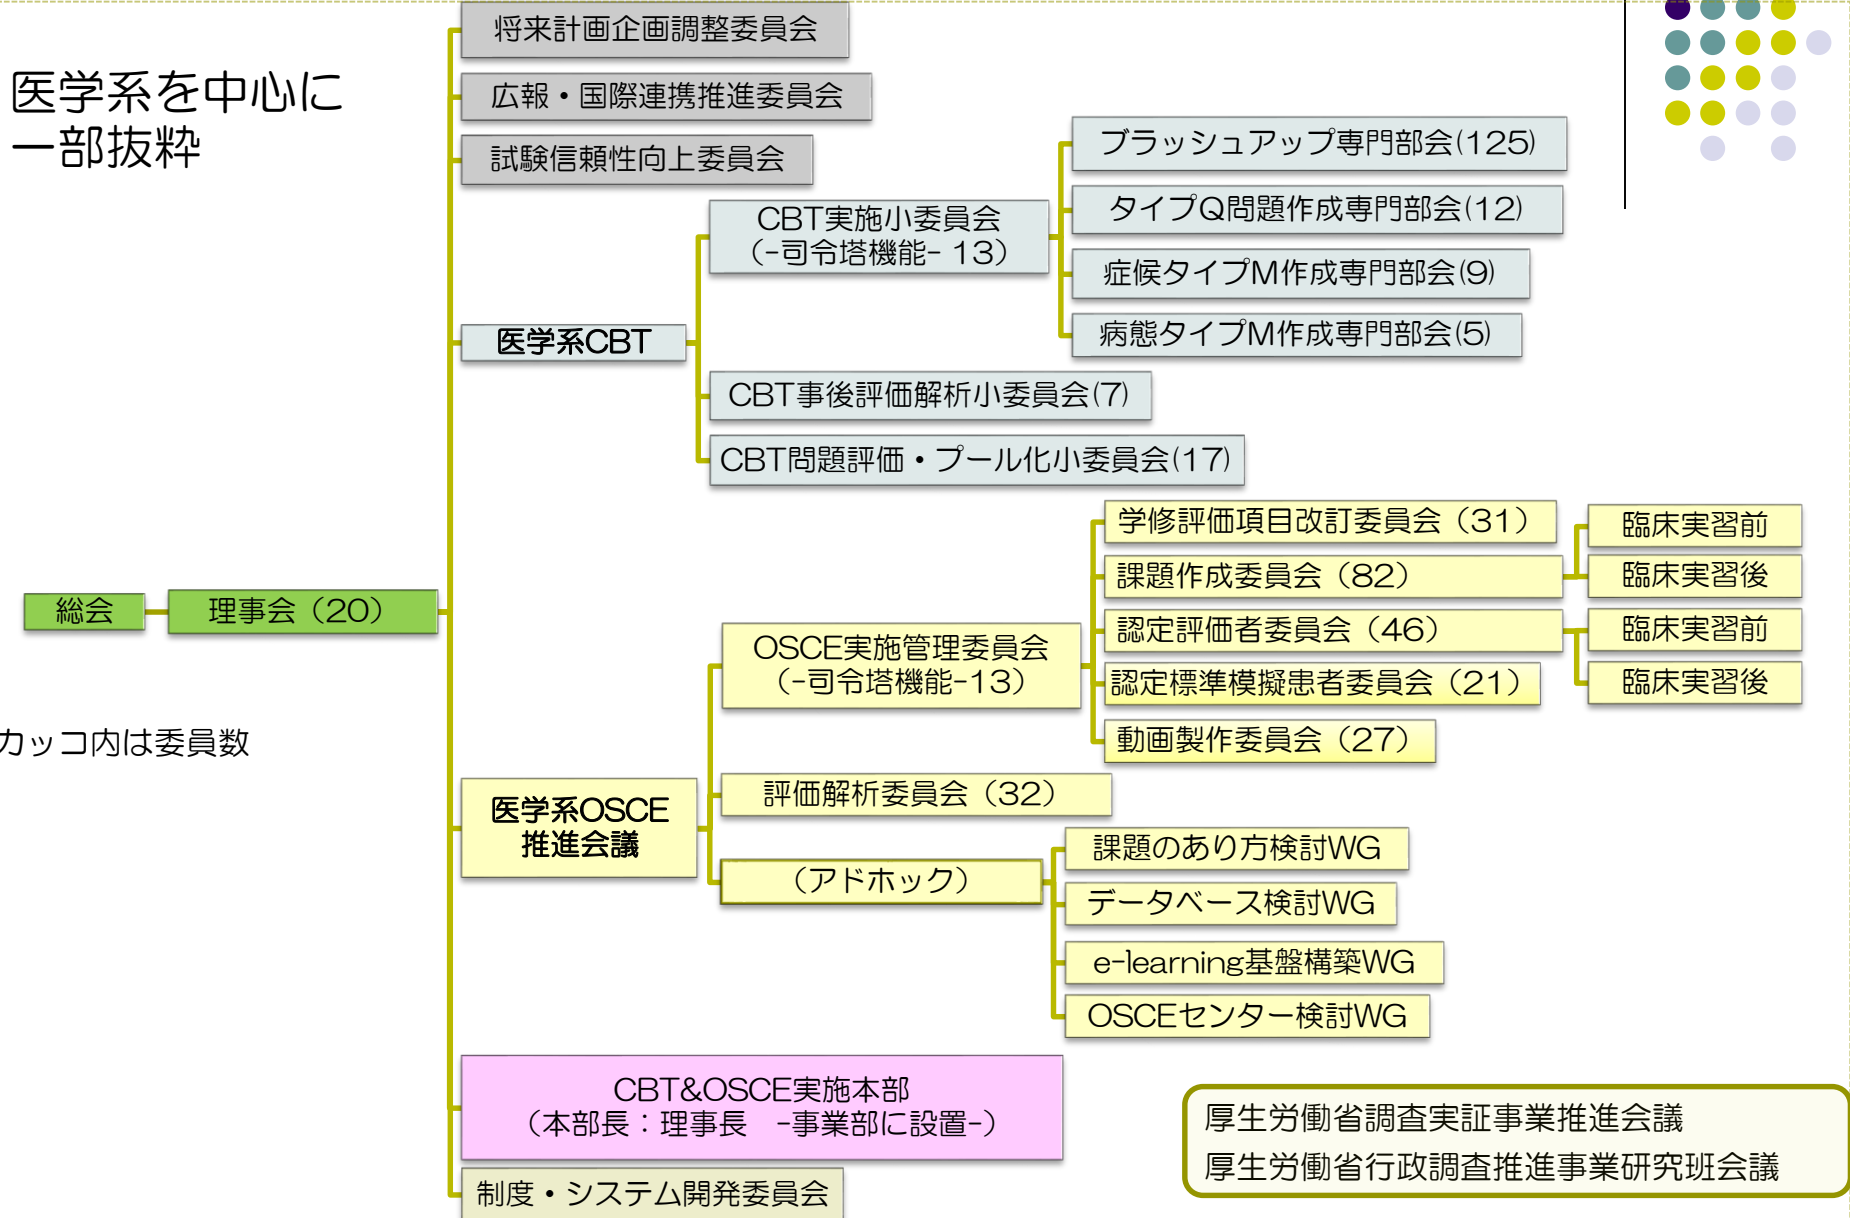 医学系を中心に
一部抜粋
将来計画企画調整委員会
広報・国際連携推進委員会
試験信頼性向上委員会
医学系CBT
CBT実施小委員会
(-司令塔機能- 13)
ブラッシュアップ専門部会(125)
タイプQ問題作成専門部会(12)
症候タイプM作成専門部会(9)
病態タイプM作成専門部会(5)
CBT事後評価解析小委員会(7)
CBT問題評価・プール化小委員会(17)
総会
理事会（20）
カッコ内は委員数
医学系OSCE
推進会議
OSCE実施管理委員会
（-司令塔機能-13）
学修評価項目改訂委員会（31）
課題作成委員会（82）
臨床実習前
臨床実習後
認定評価者委員会（46）
臨床実習前
臨床実習後
認定標準模擬患者委員会（21）
動画製作委員会（27）
評価解析委員会（32）
（アドホック）
課題のあり方検討WG
データベース検討WG
e-learning基盤構築WG
OSCEセンター検討WG
CBT&OSCE実施本部
（本部長：理事長　-事業部に設置-）
制度・システム開発委員会
厚生労働省調査実証事業推進会議
厚生労働省行政調査推進事業研究班会議